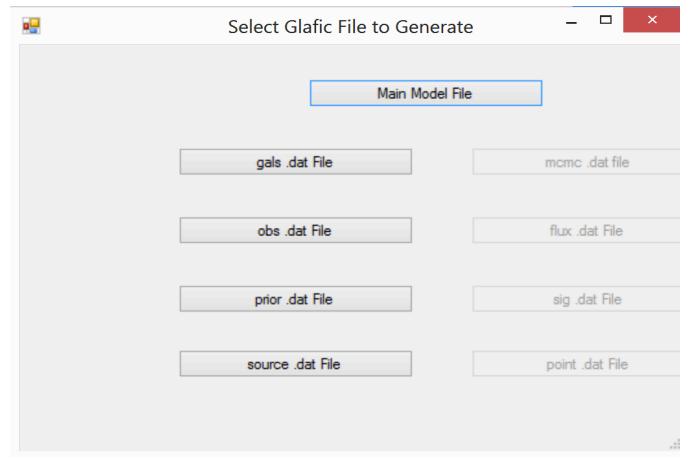 Select Glafic File to Generate
Main Model File
gals .dat File
mcmc .dat file
obs .dat File
flux .dat File
prior .dat File
sig .dat File
source .dat File
point .dat File